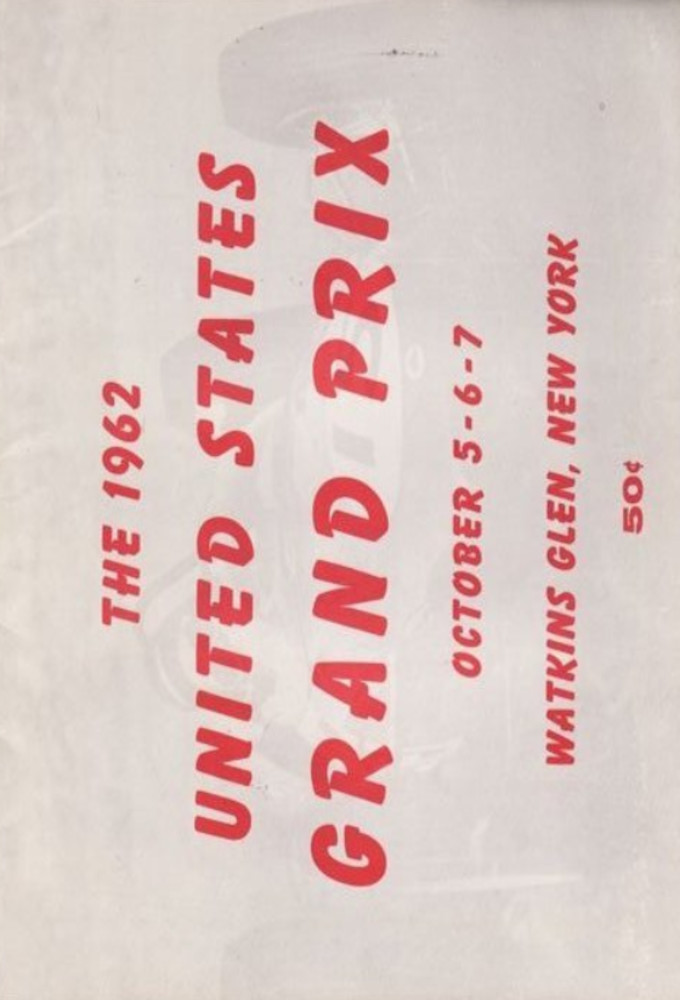 THE 1962
UNITED STATES
GRAND PRIX
OCTOBER 5-6-7
WATKINS GLEN, NEW YORK
50¢